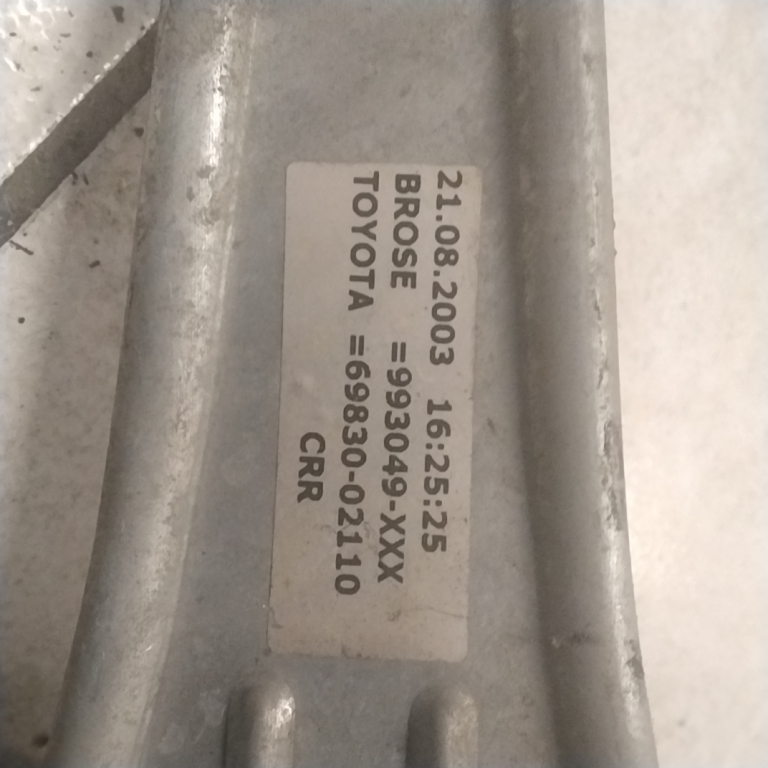 21.08.2003 16:25:25
BROSE =993049-XXX
TOYOTA =69830-02110
CRR